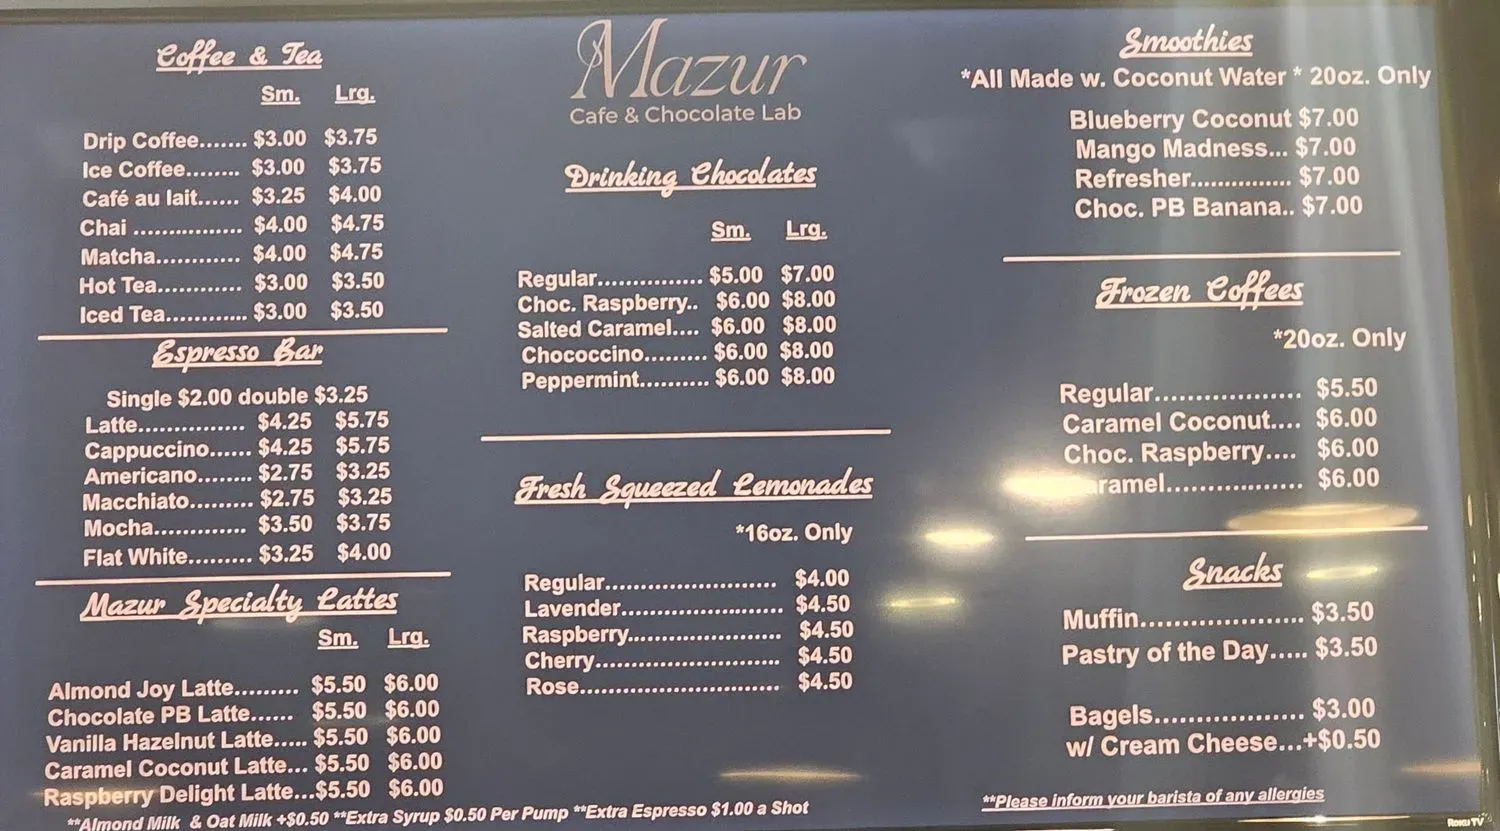 Coffee & Tea
Sm. Lrg.
Drip Coffee....... $3.00 $3.75
Ice Coffee........ $3.00 $3.75
Café au lait...... $3.25 $4.00
Chai ................. $4.00 $4.75
Matcha............. $4.00 $4.75
Hot Tea............ $3.00 $3.50
Iced Tea............ $3.00 $3.50
Espresso Bar
Single $2.00 double $3.25
Latte................ $4.25 $5.75
Cappuccino...... $4.25 $5.75
Americano........ $2.75 $3.25
Macchiato......... $2.75 $3.25
Mocha............. $3.50 $3.75
Flat White......... $3.25 $4.00
Mazur Specialty Lattes
Sm. Lrg.
Almond Joy Latte......... $5.50 $6.00
Chocolate PB Latte...... $5.50 $6.00
Vanilla Hazelnut Latte..... $5.50 $6.00
Caramel Coconut Latte... $5.50 $6.00
Raspberry Delight Latte...$5.50 $6.00
**Almond Milk & Oat Milk +$0.50 **Extra Syrup $0.50 Per Pump **Extra Espresso $1.00 a Shot
Mazur
Cafe & Chocolate Lab
Drinking Chocolates
Sm. Lrg.
Regular............... $5.00 $7.00
Choc. Raspberry.. $6.00 $8.00
Salted Caramel.... $6.00 $8.00
Chococcino......... $6.00 $8.00
Peppermint.......... $6.00 $8.00
Fresh Squeezed Lemonades
*16oz. Only
Regular......................... $4.00
Lavender........................ $4.50
Raspberry...................... $4.50
Cherry........................... $4.50
Rose............................. $4.50
Smoothies
*All Made w. Coconut Water * 20oz. Only
Blueberry Coconut $7.00
Mango Madness... $7.00
Refresher............... $7.00
Choc. PB Banana.. $7.00
Frozen Coffees
*20oz. Only
Regular.................... $5.50
Caramel Coconut.... $6.00
Choc. Raspberry.... $6.00
Caramel.................. $6.00
Snacks
Muffin...................... $3.50
Pastry of the Day..... $3.50
Bagels.................... $3.00
w/ Cream Cheese...+$0.50
**Please inform your barista of any allergies
Roku TV